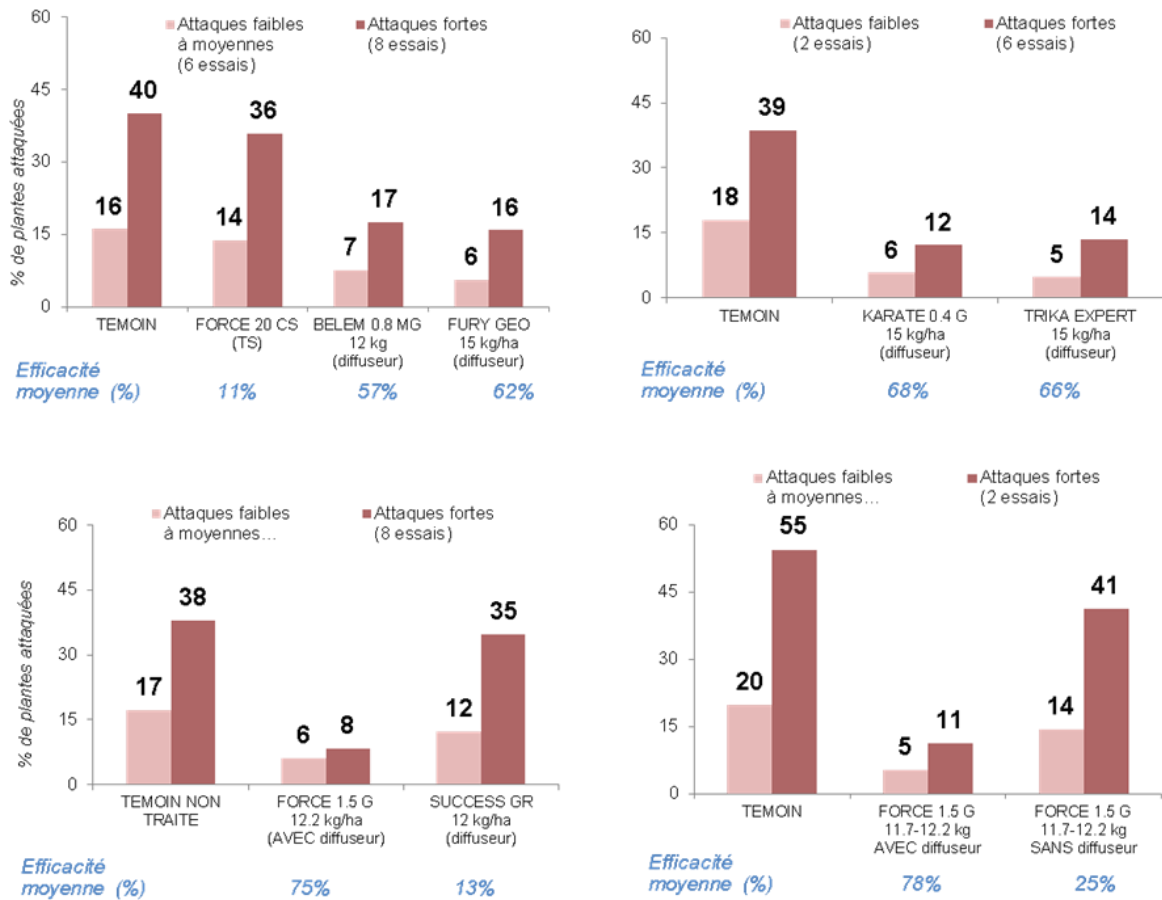 Attaques faibles
à moyennes
(6 essais)
Attaques fortes
(8 essais)
% de plantes attaquées
60
45
30
15
0
16
40
14
36
7
17
6
16
TEMOIN
FORCE 20 CS
(TS)
BELEM 0.8 MG
12 kg
(diffuseur)
FURY GEO
15 kg/ha
(diffuseur)
Efficacité
moyenne (%)
11%
57%
62%
Attaques faibles
(2 essais)
Attaques fortes
(6 essais)
60
45
30
15
0
18
39
6
12
5
14
TEMOIN
KARATE 0.4 G
15 kg/ha
(diffuseur)
TRIKA EXPERT
15 kg/ha
(diffuseur)
Efficacité
moyenne (%)
68%
66%
Attaques faibles
à moyennes...
Attaques fortes
(8 essais)
% de plantes attaquées
60
45
30
15
0
17
38
6
8
12
35
TEMOIN NON
TRAITE
FORCE 1.5 G
12.2 kg/ha
(AVEC diffuseur)
SUCCESS GR
12 kg/ha
(diffuseur)
Efficacité
moyenne (%)
75%
13%
Attaques faibles
à moyennes...
Attaques fortes
(2 essais)
60
45
30
15
0
20
55
5
11
14
41
TEMOIN
FORCE 1.5 G
11.7-12.2 kg
AVEC diffuseur
FORCE 1.5 G
11.7-12.2 kg
SANS diffuseur
Efficacité
moyenne (%)
78%
25%